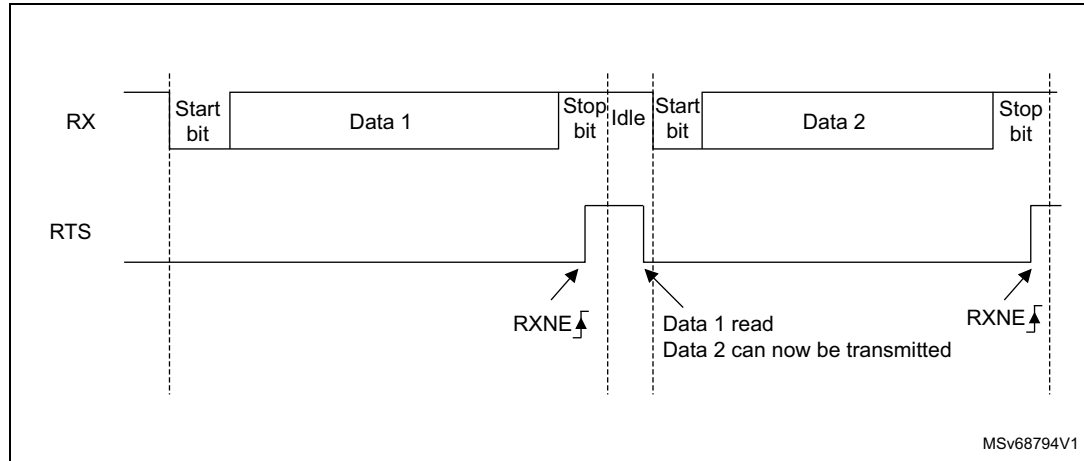 RX
Start
bit
Data 1
Stop
bit
Idle
Start
bit
Data 2
Stop
bit
RTS
RXNE
Data 1 read
Data 2 can now be transmitted
RXNE
MSv68794V1